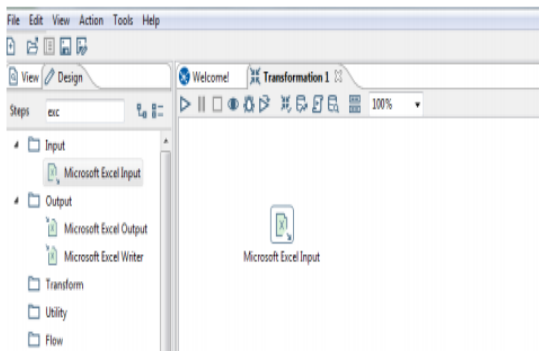 File Edit View Action Tools Help
View Design
Welcome! Transformation 1
Steps exc
100%
Input
Microsoft Excel Input
Output
Microsoft Excel Output
Microsoft Excel Writer
Transform
Utility
Flow
Microsoft Excel Input